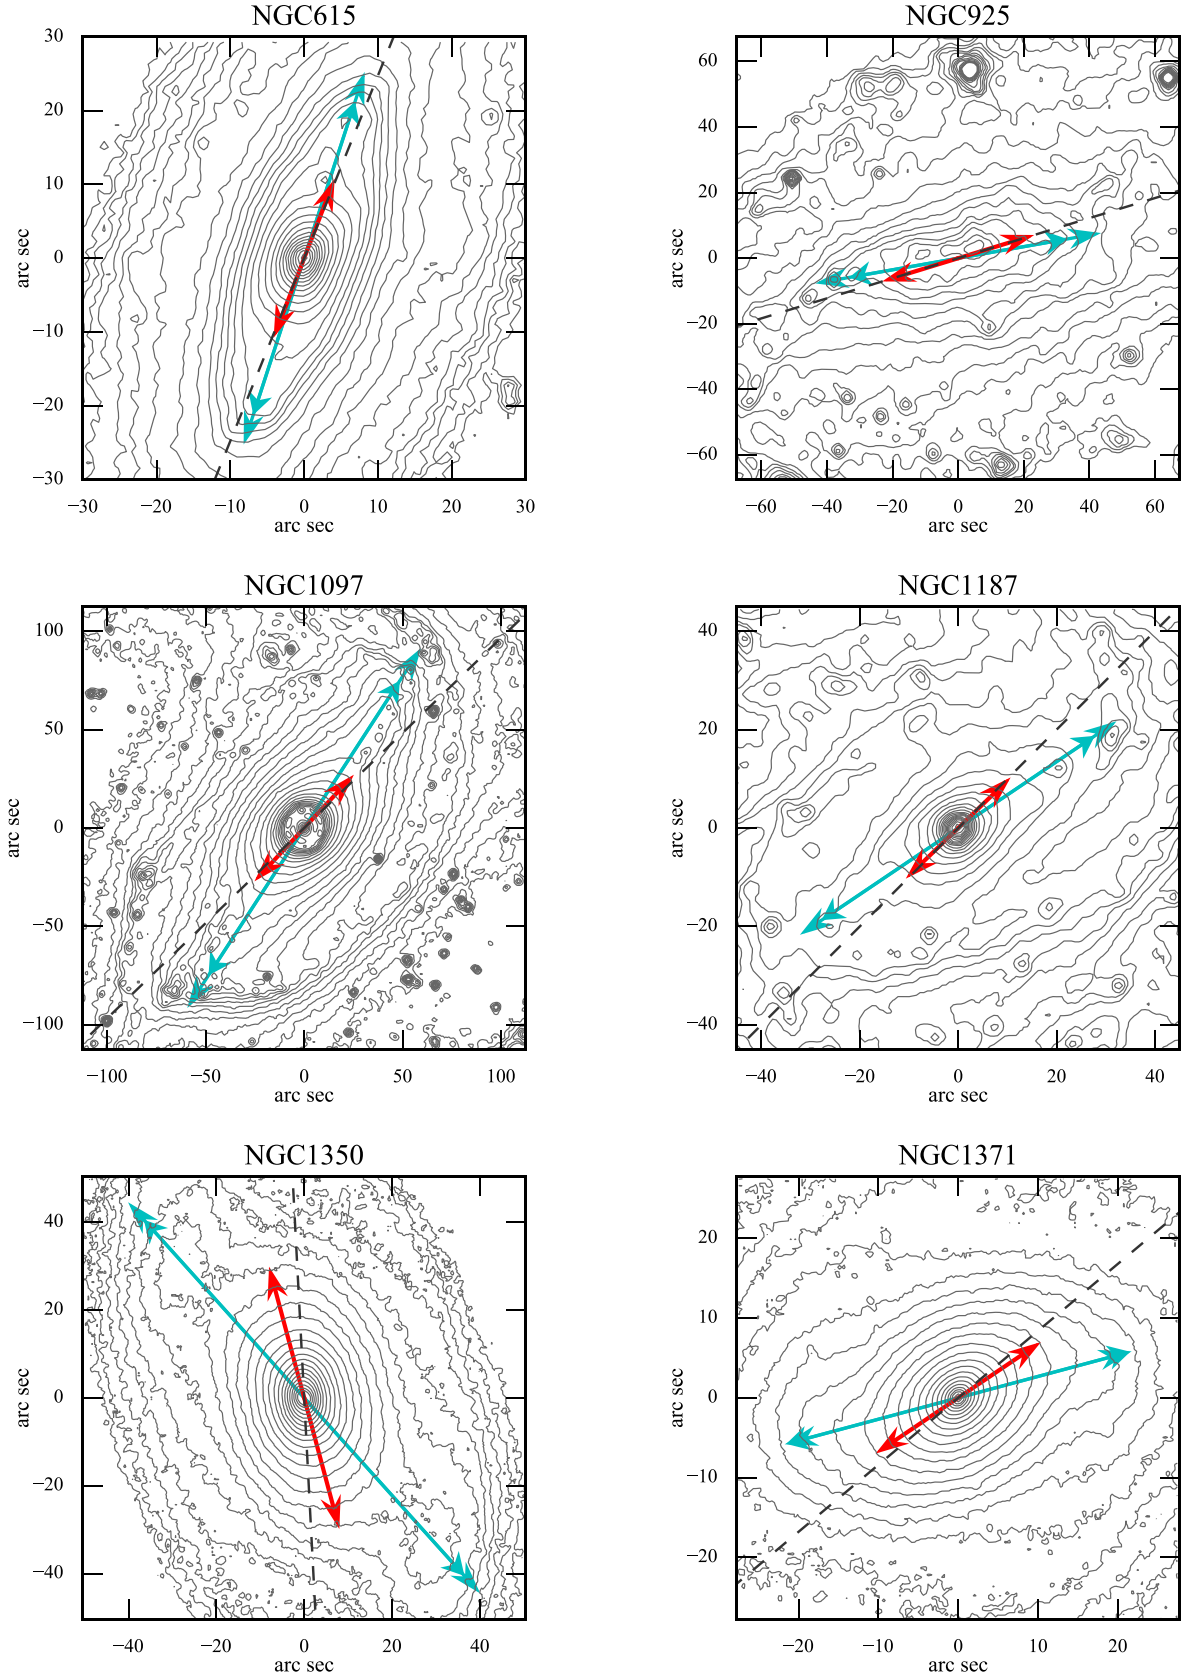 NGC615 NGC925
30
20
10
0
−10
−20
−30
arc sec
−30 −20 −10 0 10 20 30
arc sec
60
40
20
0
−20
−40
−60
arc sec
−60 −40 −20 0 20 40 60
arc sec
NGC1097 NGC1187
100
50
0
−50
−100
arc sec
−100 −50 0 50 100
arc sec
40
20
0
−20
−40
arc sec
−40 −20 0 20 40
arc sec
NGC1350 NGC1371
40
20
0
−20
−40
arc sec
−40 −20 0 20 40
arc sec
20
10
0
−10
−20
arc sec
−20 −10 0 10 20
arc sec